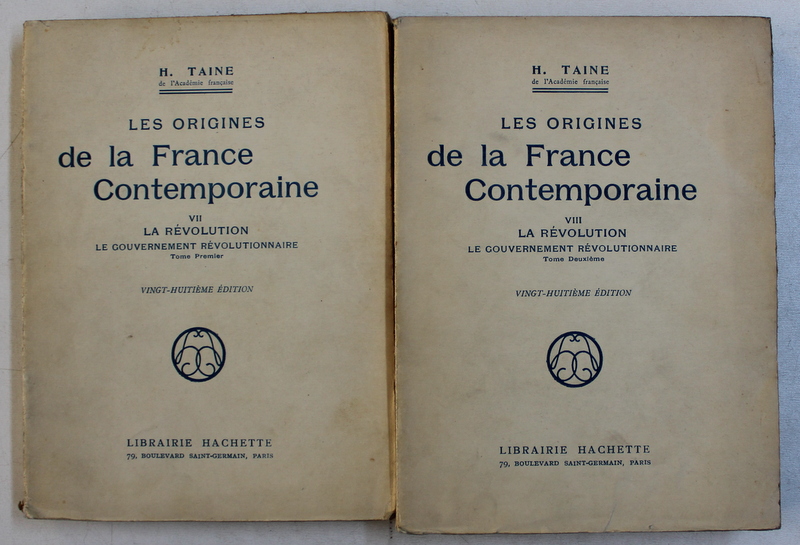 H. TAINE
de l'Académie française
LES ORIGINES
de la France
Contemporaine
VII
LA RÉVOLUTION
LE GOUVERNEMENT RÉVOLUTIONNAIRE
Tome Premier
VINGT-HUITIÈME ÉDITION
LIBRAIRIE HACHETTE
79, BOULEVARD SAINT-GERMAIN, PARIS
H. TAINE
de l'Académie française
LES ORIGINES
de la France
Contemporaine
VIII
LA RÉVOLUTION
LE GOUVERNEMENT RÉVOLUTIONNAIRE
Tome Deuxième
VINGT-HUITIÈME ÉDITION
LIBRAIRIE HACHETTE
79, BOULEVARD SAINT-GERMAIN, PARIS